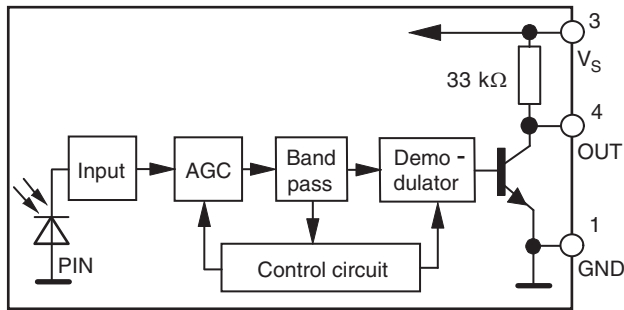 3
V_S
33 kΩ
4
OUT
Input
AGC
Band
pass
Demo -
dulator
1
GND
PIN
Control circuit